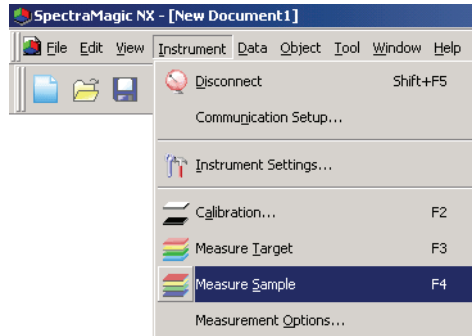 SpectraMagic NX - [New Document1]
File Edit View Instrument Data Object Tool Window Help
Disconnect Shift+F5
Communication Setup...
Instrument Settings...
Calibration... F2
Measure Target F3
Measure Sample F4
Measurement Options...